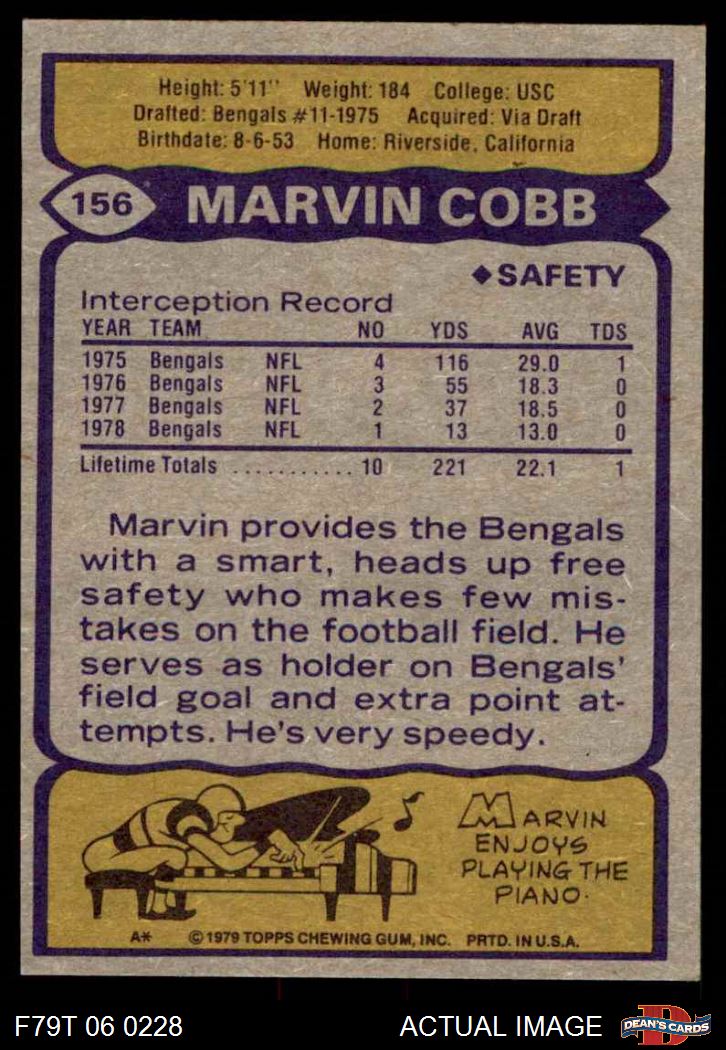 Height: 5'11" Weight: 184 College: USC
Drafted: Bengals #11-1975 Acquired: Via Draft
Birthdate: 8-6-53 Home: Riverside, California
156 MARVIN COBB
◆SAFETY
Interception Record
YEAR TEAM NO YDS AVG TDS
1975 Bengals NFL 4 116 29.0 1
1976 Bengals NFL 3 55 18.3 0
1977 Bengals NFL 2 37 18.5 0
1978 Bengals NFL 1 13 13.0 0
Lifetime Totals ........... 10 221 22.1 1
Marvin provides the Bengals
with a smart, heads up free
safety who makes few mis-
takes on the football field. He
serves as holder on Bengals'
field goal and extra point at-
tempts. He's very speedy.
MARVIN
ENJOYS
PLAYING THE
PIANO.
A* © 1979 TOPPS CHEWING GUM, INC. PRTD. IN U.S.A.
F79T 06 0228 ACTUAL IMAGE D DEAN'S CARDS